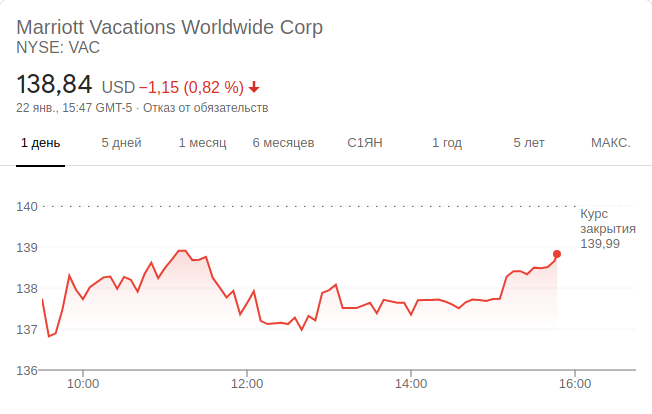 Marriott Vacations Worldwide Corp
NYSE: VAC
138,84 USD −1,15 (0,82 %)
22 янв., 15:47 GMT-5 · Отказ от обязательств
1 день 5 дней 1 месяц 6 месяцев С1ЯН 1 год 5 лет МАКС.
140
Курс
закрытия
139,99
139
138
137
136
10:00 12:00 14:00 16:00